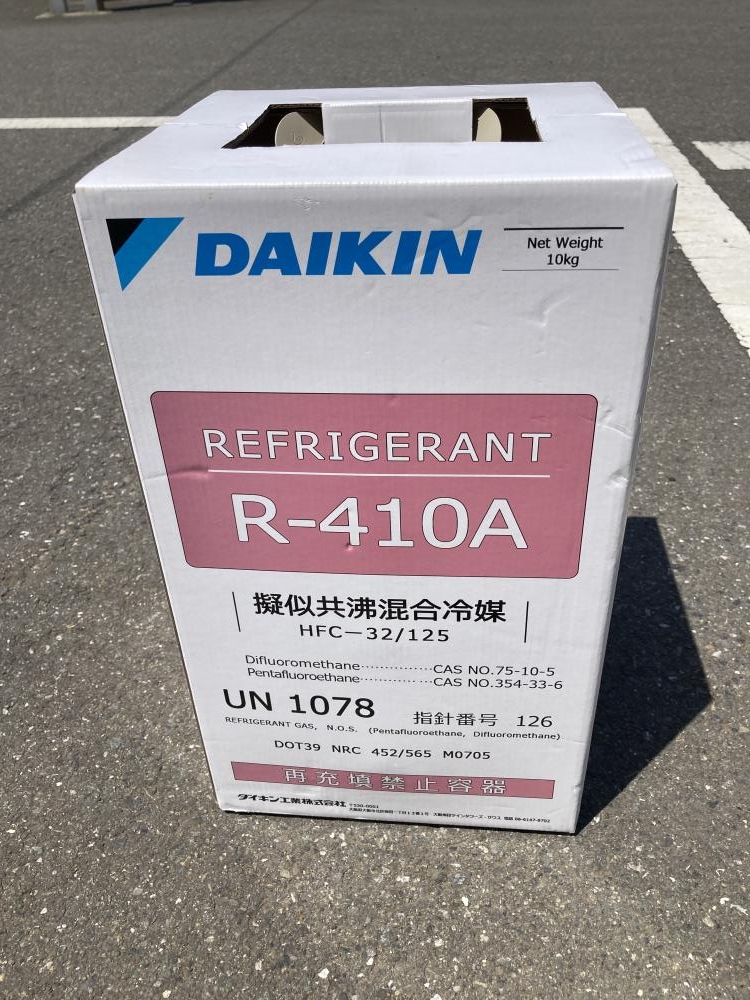 DAIKIN
Net Weight
10kg
REFRIGERANT
R-410A
擬似共沸混合冷媒
HFC−32/125
Difluoromethane··············CAS NO.75-10-5
Pentafluoroethane··············CAS NO.354-33-6
UN 1078 指針番号 126
REFRIGERANT GAS, N.O.S. (Pentafluoroethane, Difluoromethane)
DOT39 NRC 452/565 M0705
再充填禁止容器
ダイキン工業株式会社